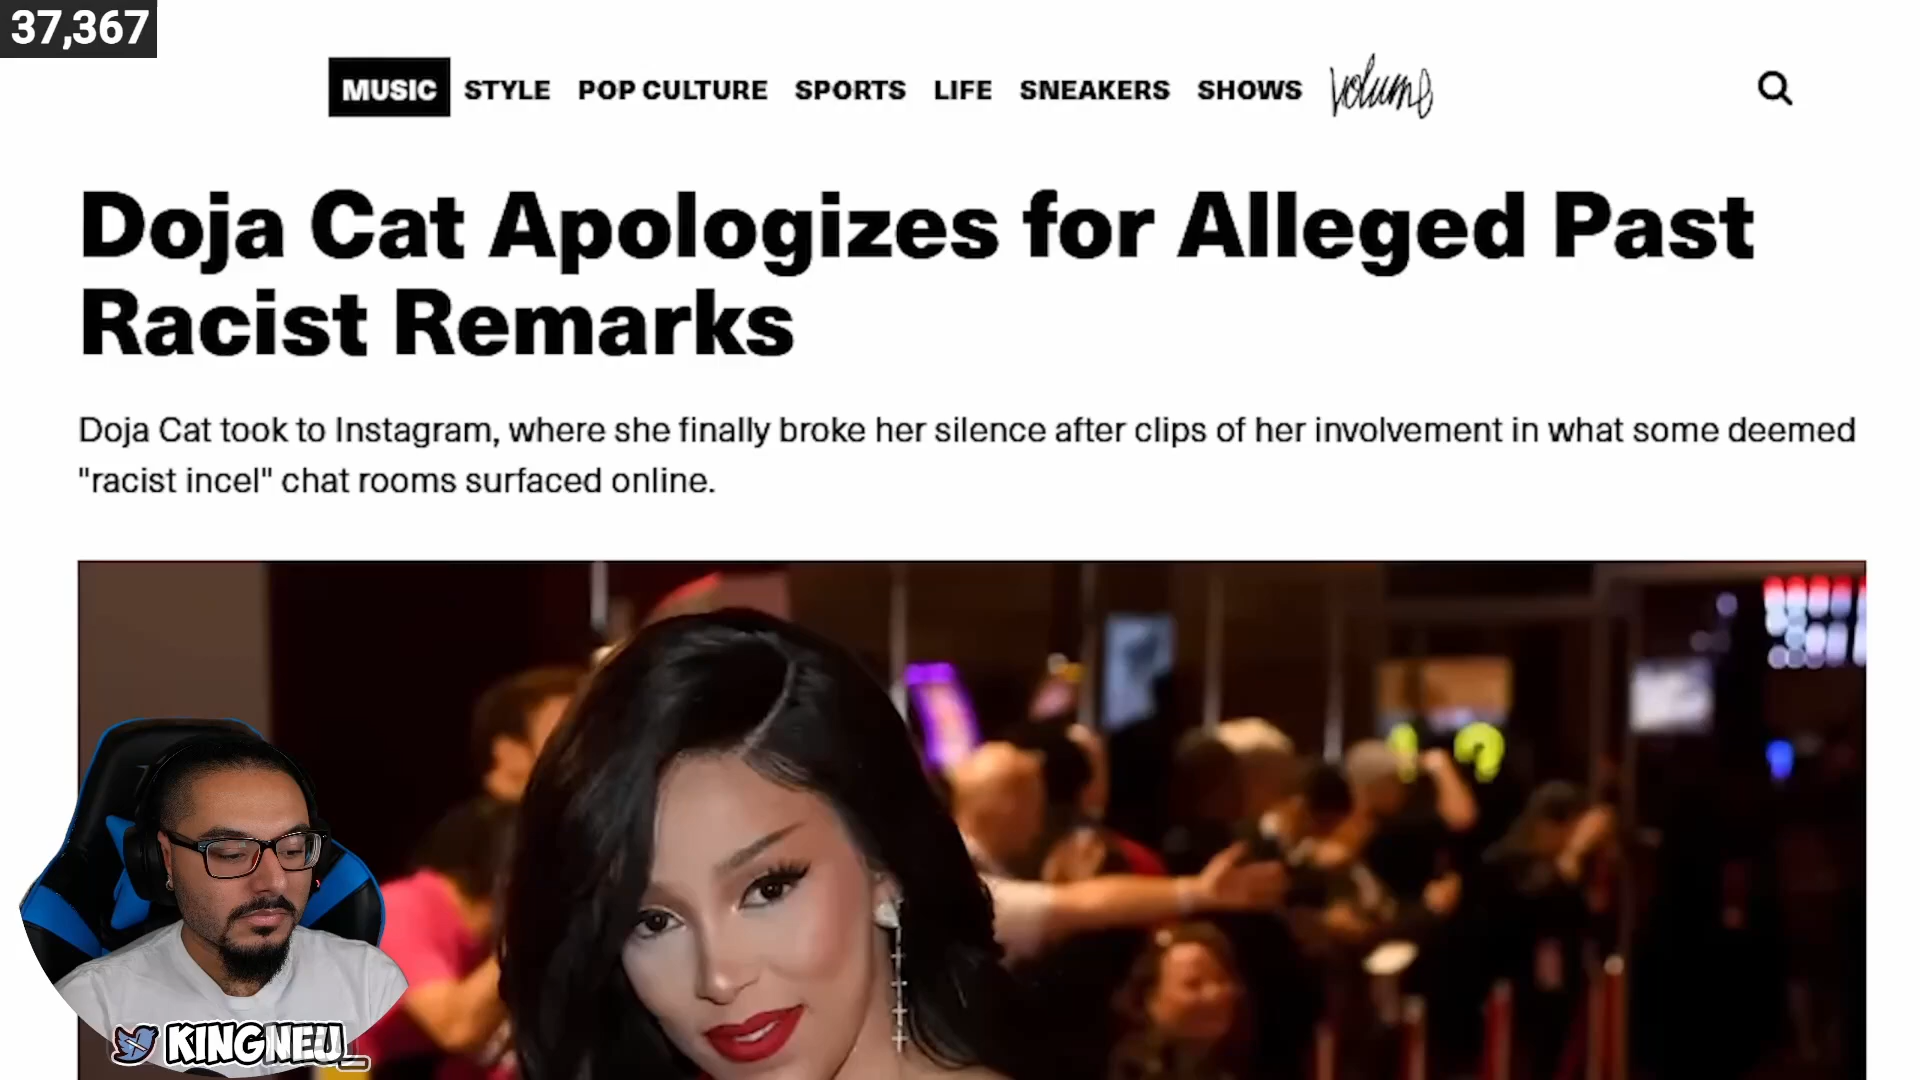 37,367
MUSIC STYLE POP CULTURE SPORTS LIFE SNEAKERS SHOWS Volume
Doja Cat Apologizes for Alleged Past
Racist Remarks
Doja Cat took to Instagram, where she finally broke her silence after clips of her involvement in what some deemed
"racist incel" chat rooms surfaced online.
KINGNEU_